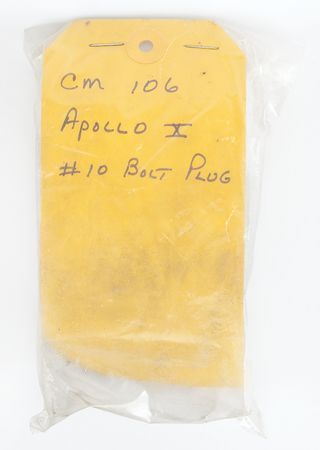 CM 106
APOLLO X
#10 BOLT PLUG